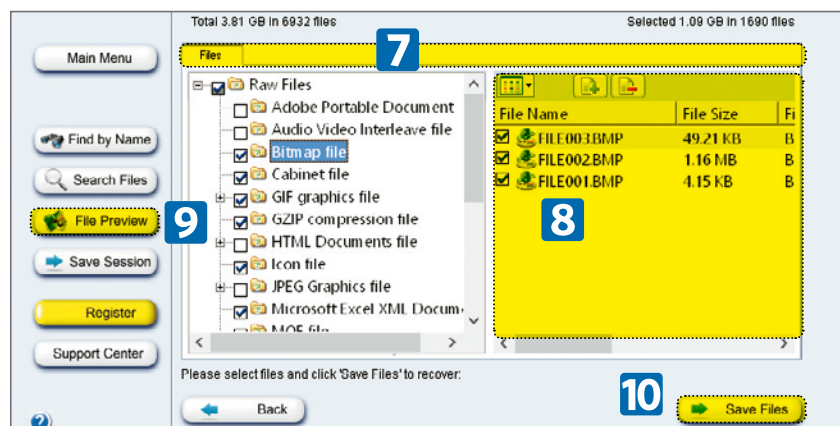 Total 3.81 GB in 6932 files
Selected 1.09 GB in 1690 files
Main Menu
Find by Name
Search Files
File Preview
Save Session
Register
Support Center
7
Files
Raw Files
Adobe Portable Document
Audio Video Interleave file
Bitmap file
Cabinet file
GIF graphics file
GZIP compression file
HTML Documents file
Icon file
JPEG Graphics file
Microsoft Excel XML Docum
9
File Name File Size Fi
FILE003.BMP 49.21 KB B
FILE002.BMP 1.16 MB B
FILE001.BMP 4.15 KB B
8
Please select files and click 'Save Files' to recover:
Back
10
Save Files
?